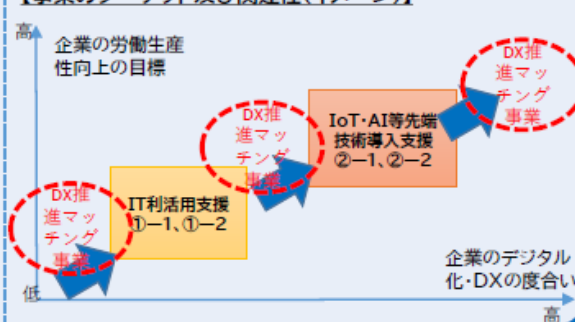 高
企業の労働生産
性向上の目標
DX推
進マッ
チング
事業
DX推
進マッ
チング
事業
IoT・AI等先端
技術導入支援
②ー1、②ー2
DX推
進マッ
チング
事業
IT利活用支援
①ー1、①ー2
企業のデジタル
化・DXの度合い
低
高